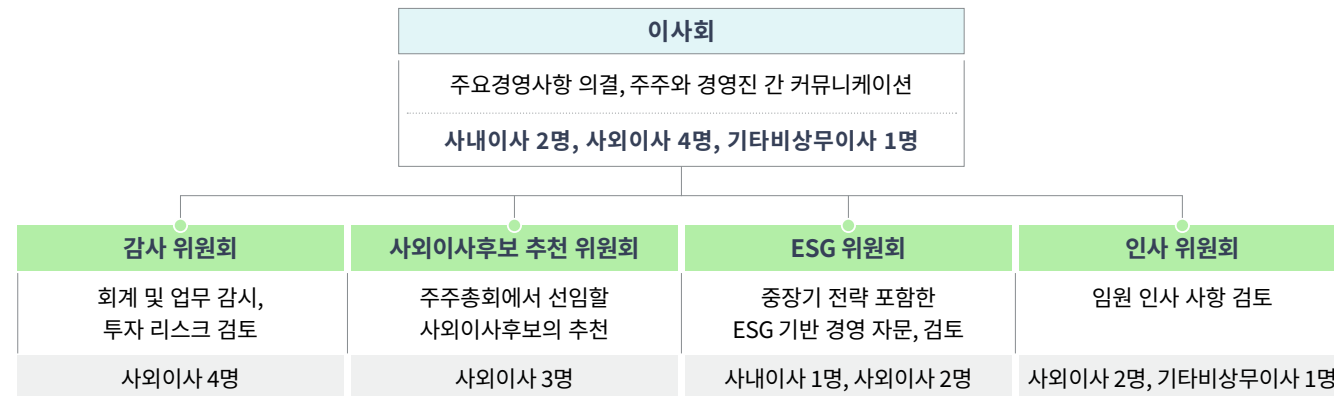 이사회
주요경영사항 의결, 주주와 경영진 간 커뮤니케이션
사내이사 2명, 사외이사 4명, 기타비상무이사 1명
감사 위원회
회계 및 업무 감시,
투자 리스크 검토
사외이사 4명
사외이사후보 추천 위원회
주주총회에서 선임할
사외이사후보의 추천
사외이사 3명
ESG 위원회
중장기 전략 포함한
ESG 기반 경영 자문, 검토
사내이사 1명, 사외이사 2명
인사 위원회
임원 인사 사항 검토
사외이사 2명, 기타비상무이사 1명